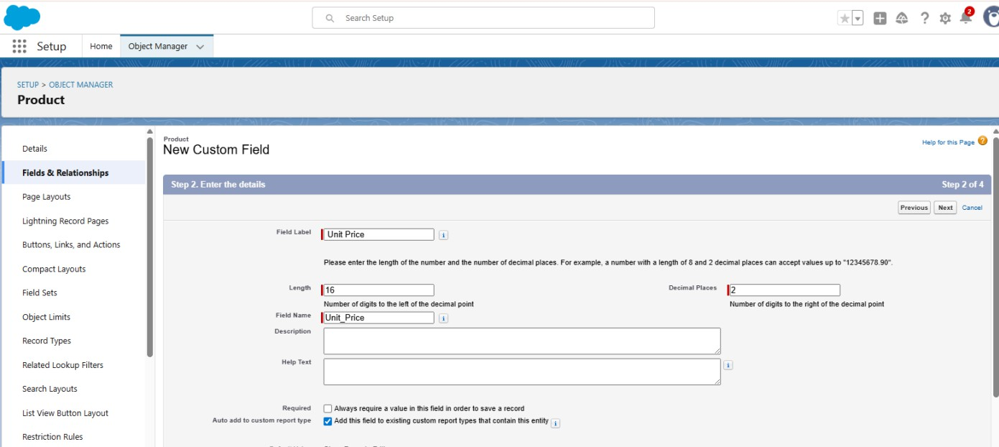 Search Setup
2
Setup
Home
Object Manager
SETUP > OBJECT MANAGER
Product
Details
Fields & Relationships
Page Layouts
Lightning Record Pages
Buttons, Links, and Actions
Compact Layouts
Field Sets
Object Limits
Record Types
Related Lookup Filters
Search Layouts
List View Button Layout
Restriction Rules
Product
New Custom Field
Help for this Page ?
Step 2. Enter the details
Step 2 of 4
Previous Next Cancel
Field Label Unit Price i
Please enter the length of the number and the number of decimal places. For example, a number with a length of 8 and 2 decimal places can accept values up to "12345678.90".
Length 16
Number of digits to the left of the decimal point
Decimal Places 2
Number of digits to the right of the decimal point
Field Name Unit_Price i
Description
Help Text i
Required Always require a value in this field in order to save a record
Auto add to custom report type Add this field to existing custom report types that contain this entity i